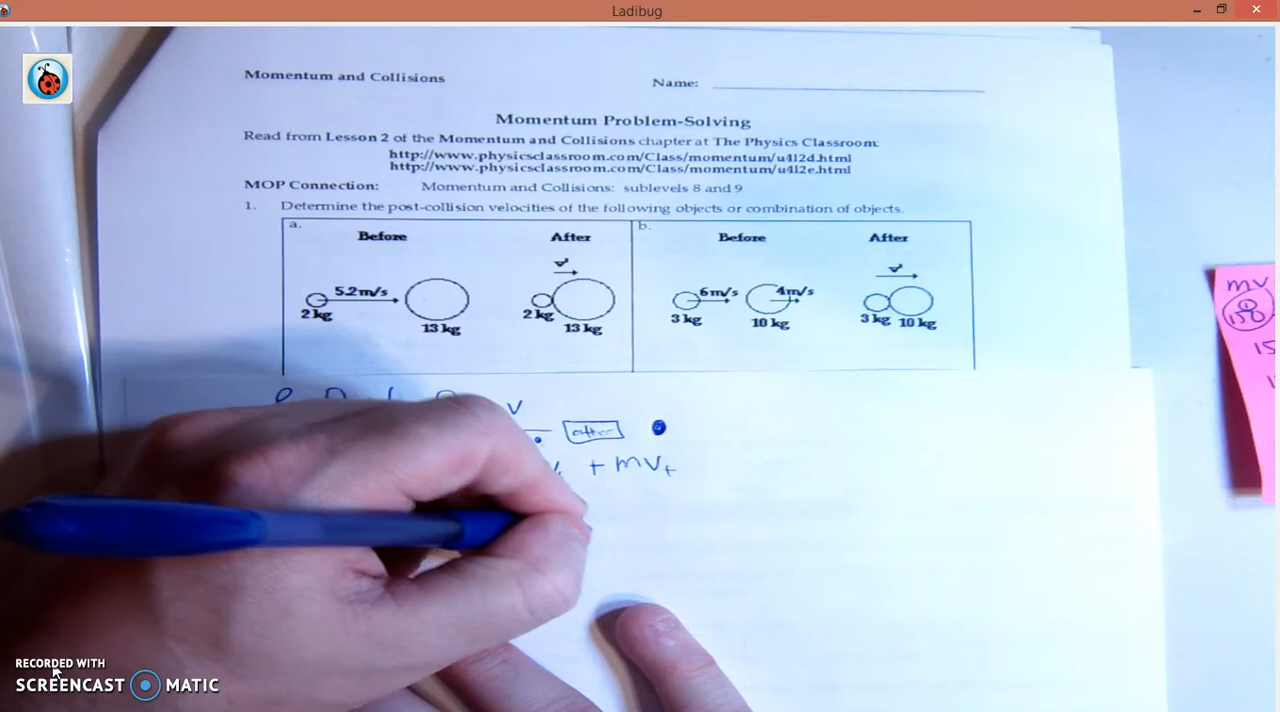 Ladibug
Momentum and Collisions
Name:
Momentum Problem-Solving
Read from Lesson 2 of the Momentum and Collisions chapter at The Physics Classroom:
http://www.physicsclassroom.com/Class/momentum/u4l2d.html
http://www.physicsclassroom.com/Class/momentum/u4l2e.html
MOP Connection: Momentum and Collisions: sublevels 8 and 9
1. Determine the post-collision velocities of the following objects or combination of objects.
a.
Before After
v'
5.2 m/s
2 kg 13 kg 2 kg 13 kg
b.
Before After
v'
6 m/s 4 m/s
3 kg 10 kg 3 kg 10 kg
v
after
+ mv
mv
150
15
RECORDED WITH
SCREENCAST MATIC